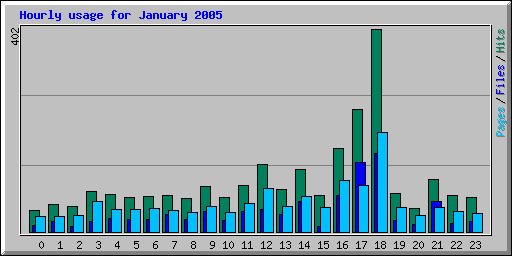 Hourly usage for January 2005
402
Pages/Files/Hits
0 1 2 3 4 5 6 7 8 9 10 11 12 13 14 15 16 17 18 19 20 21 22 23